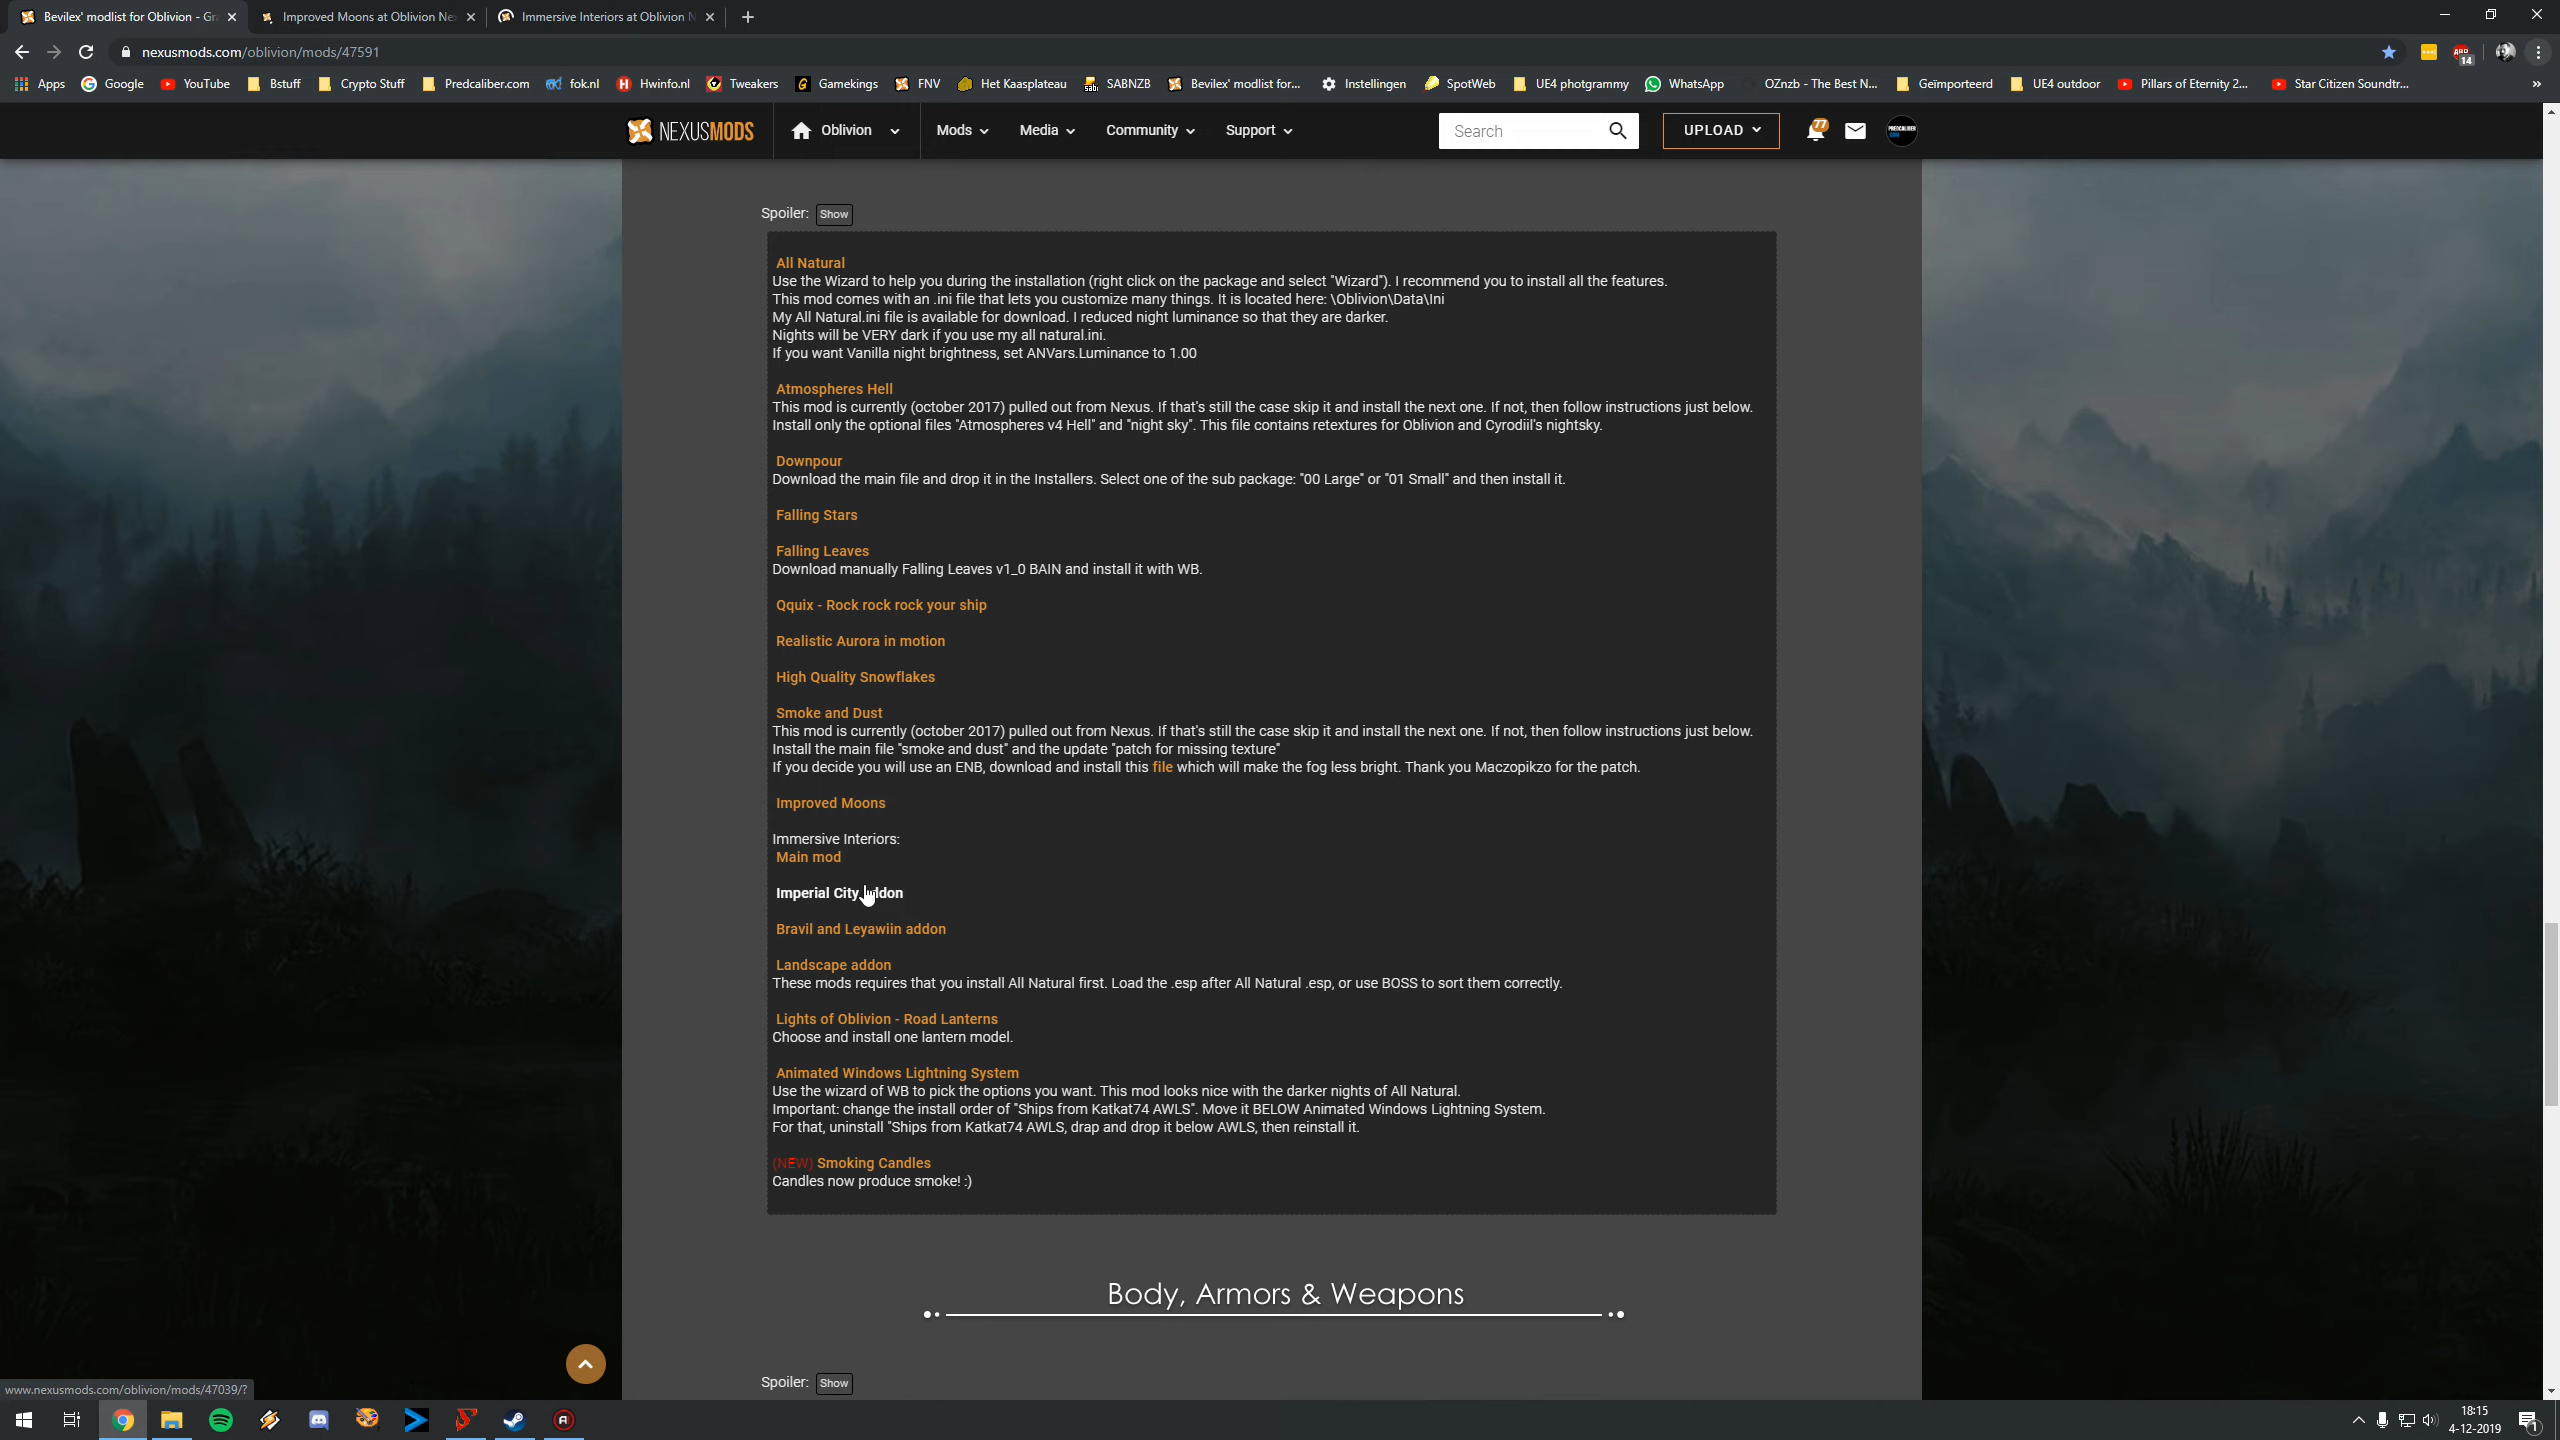 Bevilex' modlist for Oblivion - Gra
Improved Moons at Oblivion Ne
Immersive Interiors at Oblivion N
nexusmods.com/oblivion/mods/47591
14
Apps
Google
YouTube
Bstuff
Crypto Stuff
Predcaliber.com
fok.nl
Hwinfo.nl
Tweakers
Gamekings
FNV
Het Kaasplateau
SABNZB
Bevilex' modlist for...
Instellingen
SpotWeb
UE4 photgrammy
WhatsApp
OZnzb - The Best N...
Geïmporteerd
UE4 outdoor
Pillars of Eternity 2...
Star Citizen Soundtr...
NEXUSMODS
Oblivion
Mods
Media
Community
Support
Search
UPLOAD
77
Spoiler: Show
All Natural
Use the Wizard to help you during the installation (right click on the package and select "Wizard"). I recommend you to install all the features.
This mod comes with an .ini file that lets you customize many things. It is located here: \Oblivion\Data\Ini
My All Natural.ini file is available for download. I reduced night luminance so that they are darker.
Nights will be VERY dark if you use my all natural.ini.
If you want Vanilla night brightness, set ANVars.Luminance to 1.00
Atmospheres Hell
This mod is currently (october 2017) pulled out from Nexus. If that's still the case skip it and install the next one. If not, then follow instructions just below.
Install only the optional files "Atmospheres v4 Hell" and "night sky". This file contains retextures for Oblivion and Cyrodiil's nightsky.
Downpour
Download the main file and drop it in the Installers. Select one of the sub package: "00 Large" or "01 Small" and then install it.
Falling Stars
Falling Leaves
Download manually Falling Leaves v1_0 BAIN and install it with WB.
Qquix - Rock rock rock your ship
Realistic Aurora in motion
High Quality Snowflakes
Smoke and Dust
This mod is currently (october 2017) pulled out from Nexus. If that's still the case skip it and install the next one. If not, then follow instructions just below.
Install the main file "smoke and dust" and the update "patch for missing texture"
If you decide you will use an ENB, download and install this file which will make the fog less bright. Thank you Maczopikzo for the patch.
Improved Moons
Immersive Interiors:
Main mod
Imperial City
Bravil and Leyawiin addon
Landscape addon
These mods requires that you install All Natural first. Load the .esp after All Natural .esp, or use BOSS to sort them correctly.
Lights of Oblivion - Road Lanterns
Choose and install one lantern model.
Animated Windows Lightning System
Use the wizard of WB to pick the options you want. This mod looks nice with the darker nights of All Natural.
Important: change the install order of "Ships from Katkat74 AWLS". Move it BELOW Animated Windows Lightning System.
For that, uninstall "Ships from Katkat74 AWLS, drap and drop it below AWLS, then reinstall it.
(NEW) Smoking Candles
Candles now produce smoke! :)
Body, Armors & Weapons
Spoiler: Show
www.nexusmods.com/oblivion/mods/47039/?
18:15
4-12-2019
1